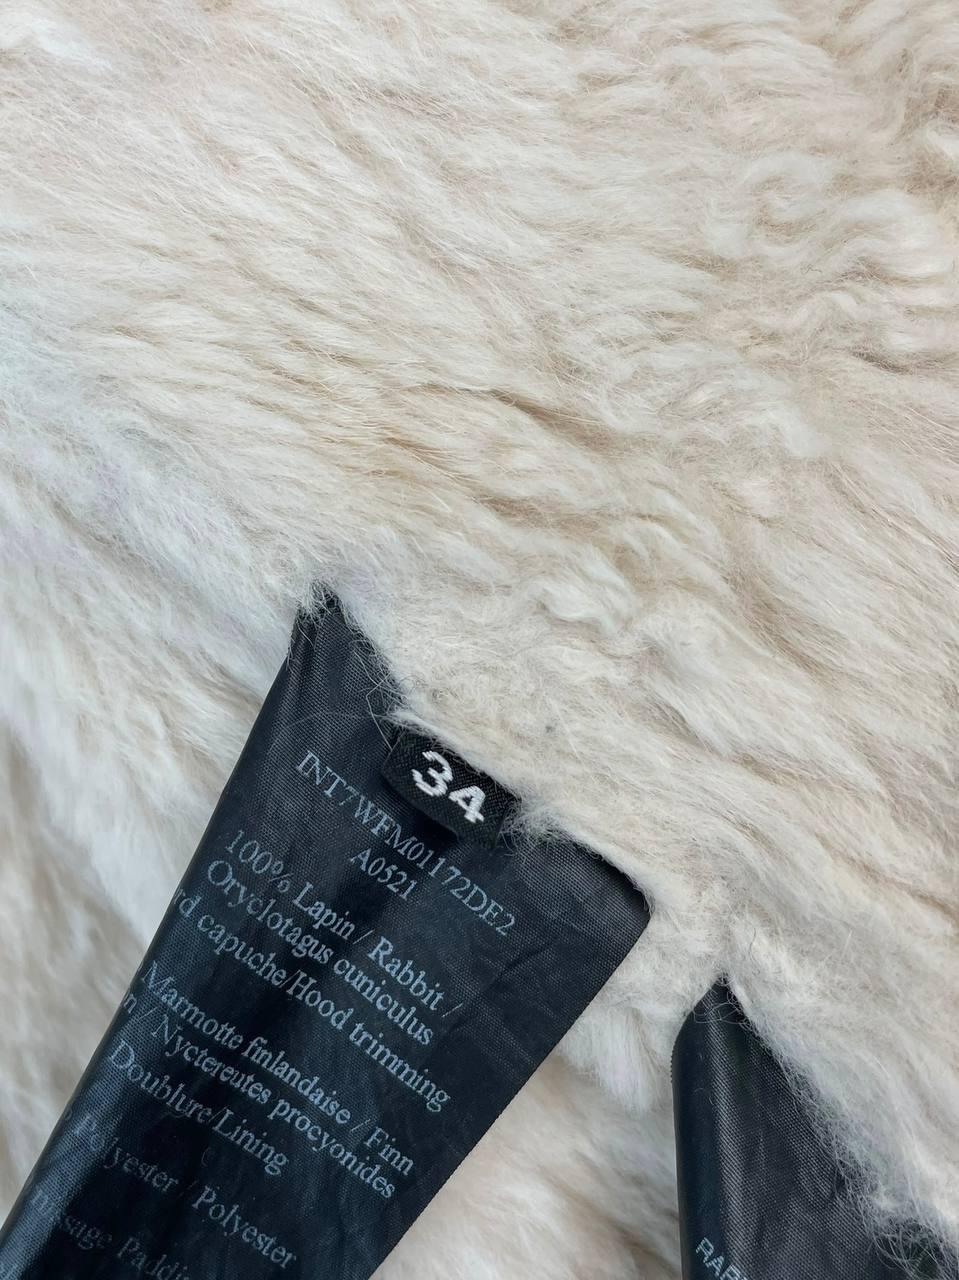 34
INT7WFM01172DE2
A0521
100% Lapin / Rabbit /
Oryclotagus cuniculus
d capuche/Hood trimming
Marmotte finlandaise / Finn
/ Nyctereutes procyonides
Doublure/Lining
Polyester / Polyester